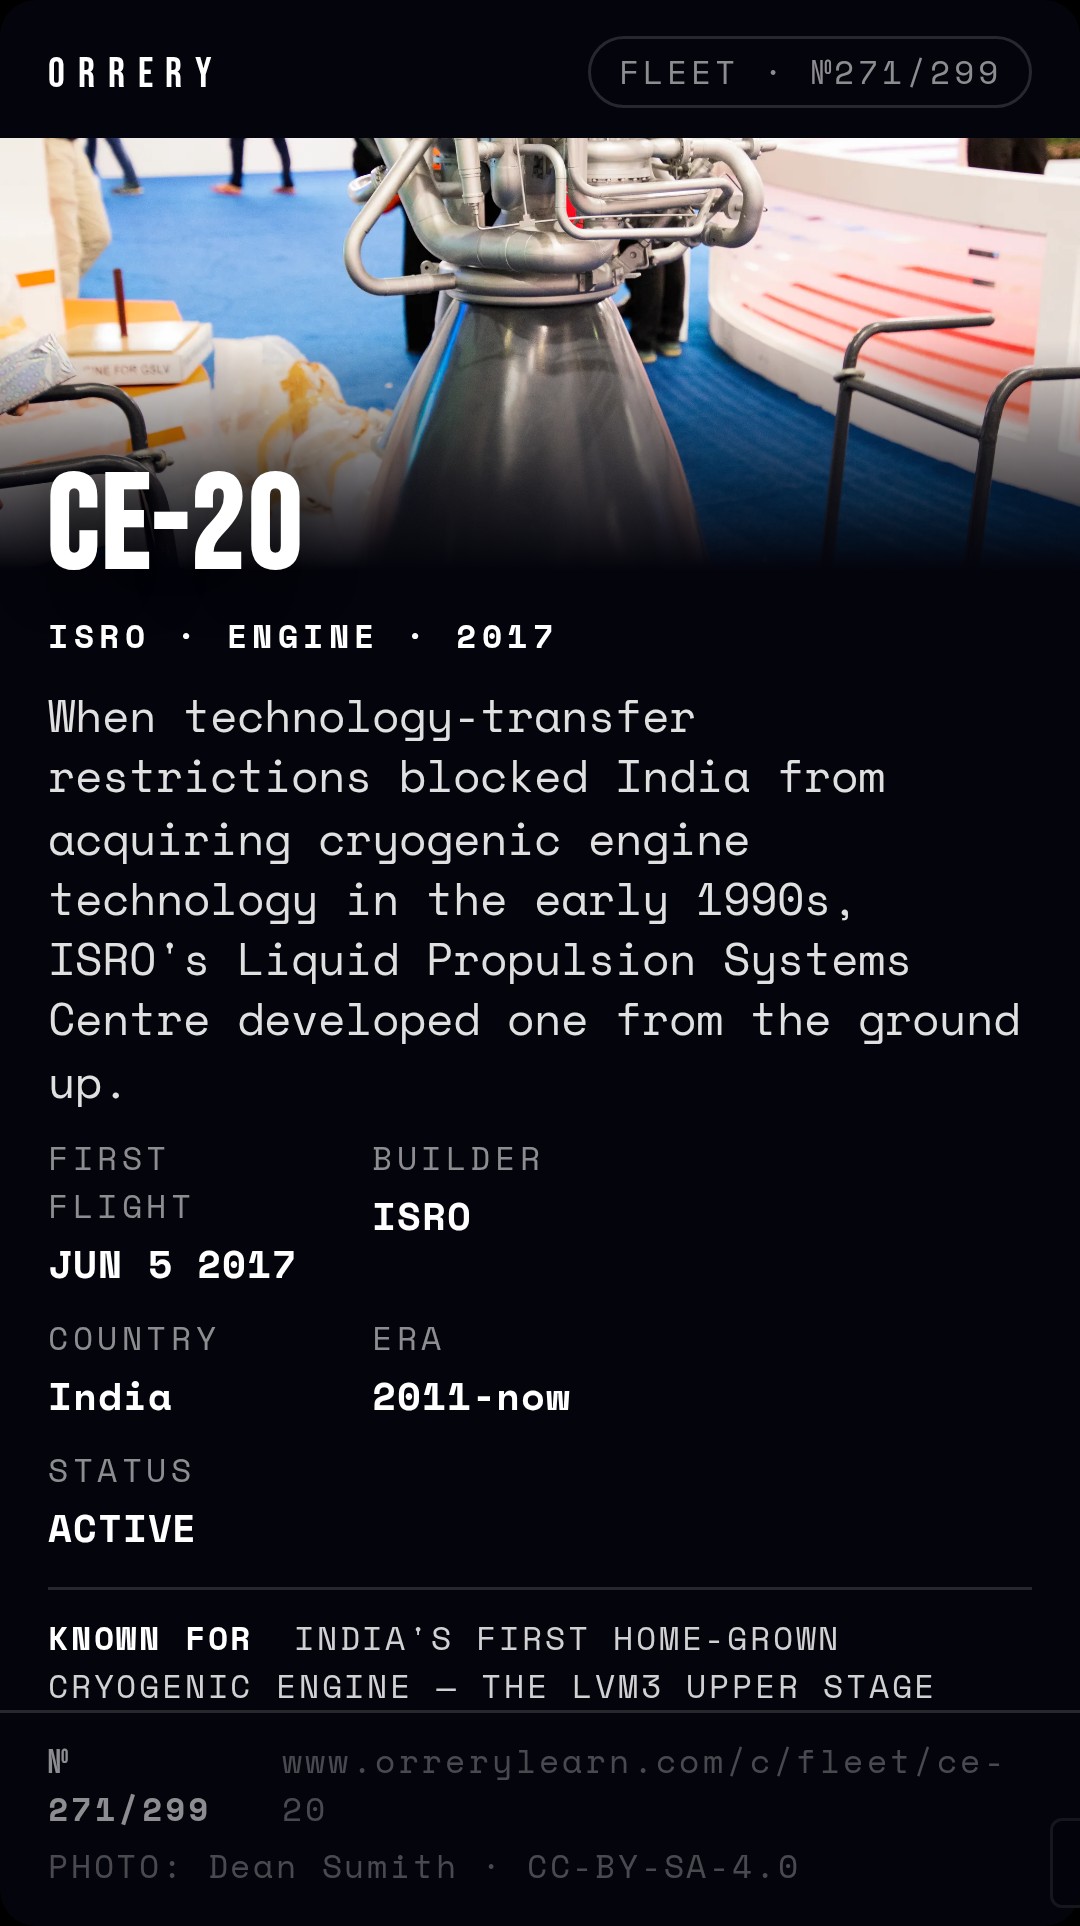 ORRERY
FLEET · №271/299
NE FOR GSLV
CE-20
ISRO · ENGINE · 2017
When technology-transfer
restrictions blocked India from
acquiring cryogenic engine
technology in the early 1990s,
ISRO's Liquid Propulsion Systems
Centre developed one from the ground
up.
FIRST
FLIGHT
JUN 5 2017
BUILDER
ISRO
COUNTRY
India
ERA
2011-now
STATUS
ACTIVE
KNOWN FOR INDIA'S FIRST HOME-GROWN
CRYOGENIC ENGINE — THE LVM3 UPPER STAGE
№
271/299
www.orrerylearn.com/c/fleet/ce-
20
PHOTO: Dean Sumith · CC-BY-SA-4.0